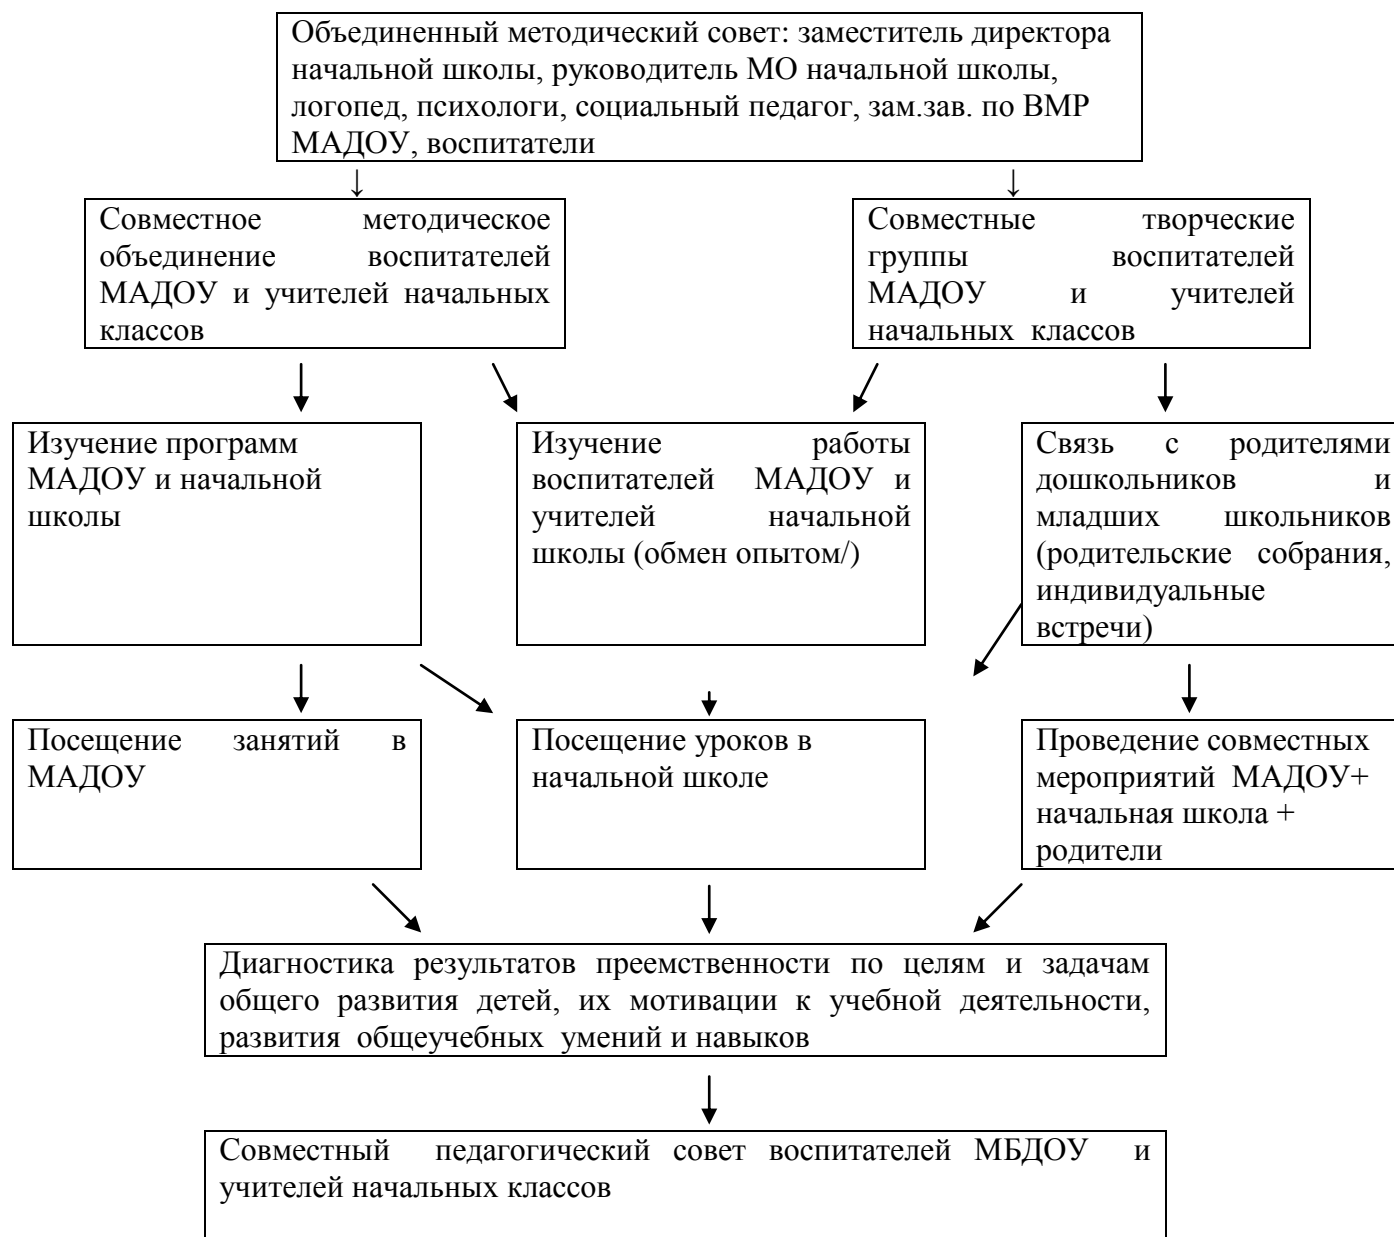 Объединенный методический совет: заместитель директора
начальной школы, руководитель МО начальной школы,
логопед, психологи, социальный педагог, зам.зав. по ВМР
МАДОУ, воспитатели
↓
↓
Совместное методическое
объединение воспитателей
МАДОУ и учителей начальных
классов
Совместные творческие
группы воспитателей
МАДОУ и учителей
начальных классов
Изучение программ
МАДОУ и начальной
школы
Изучение работы
воспитателей МАДОУ и
учителей начальной
школы (обмен опытом/)
Связь с родителями
дошкольников и
младших школьников
(родительские собрания,
индивидуальные
встречи)
Посещение занятий в
МАДОУ
Посещение уроков в
начальной школе
Проведение совместных
мероприятий МАДОУ+
начальная школа +
родители
Диагностика результатов преемственности по целям и задачам
общего развития детей, их мотивации к учебной деятельности,
развития общеучебных умений и навыков
Совместный педагогический совет воспитателей МБДОУ и
учителей начальных классов